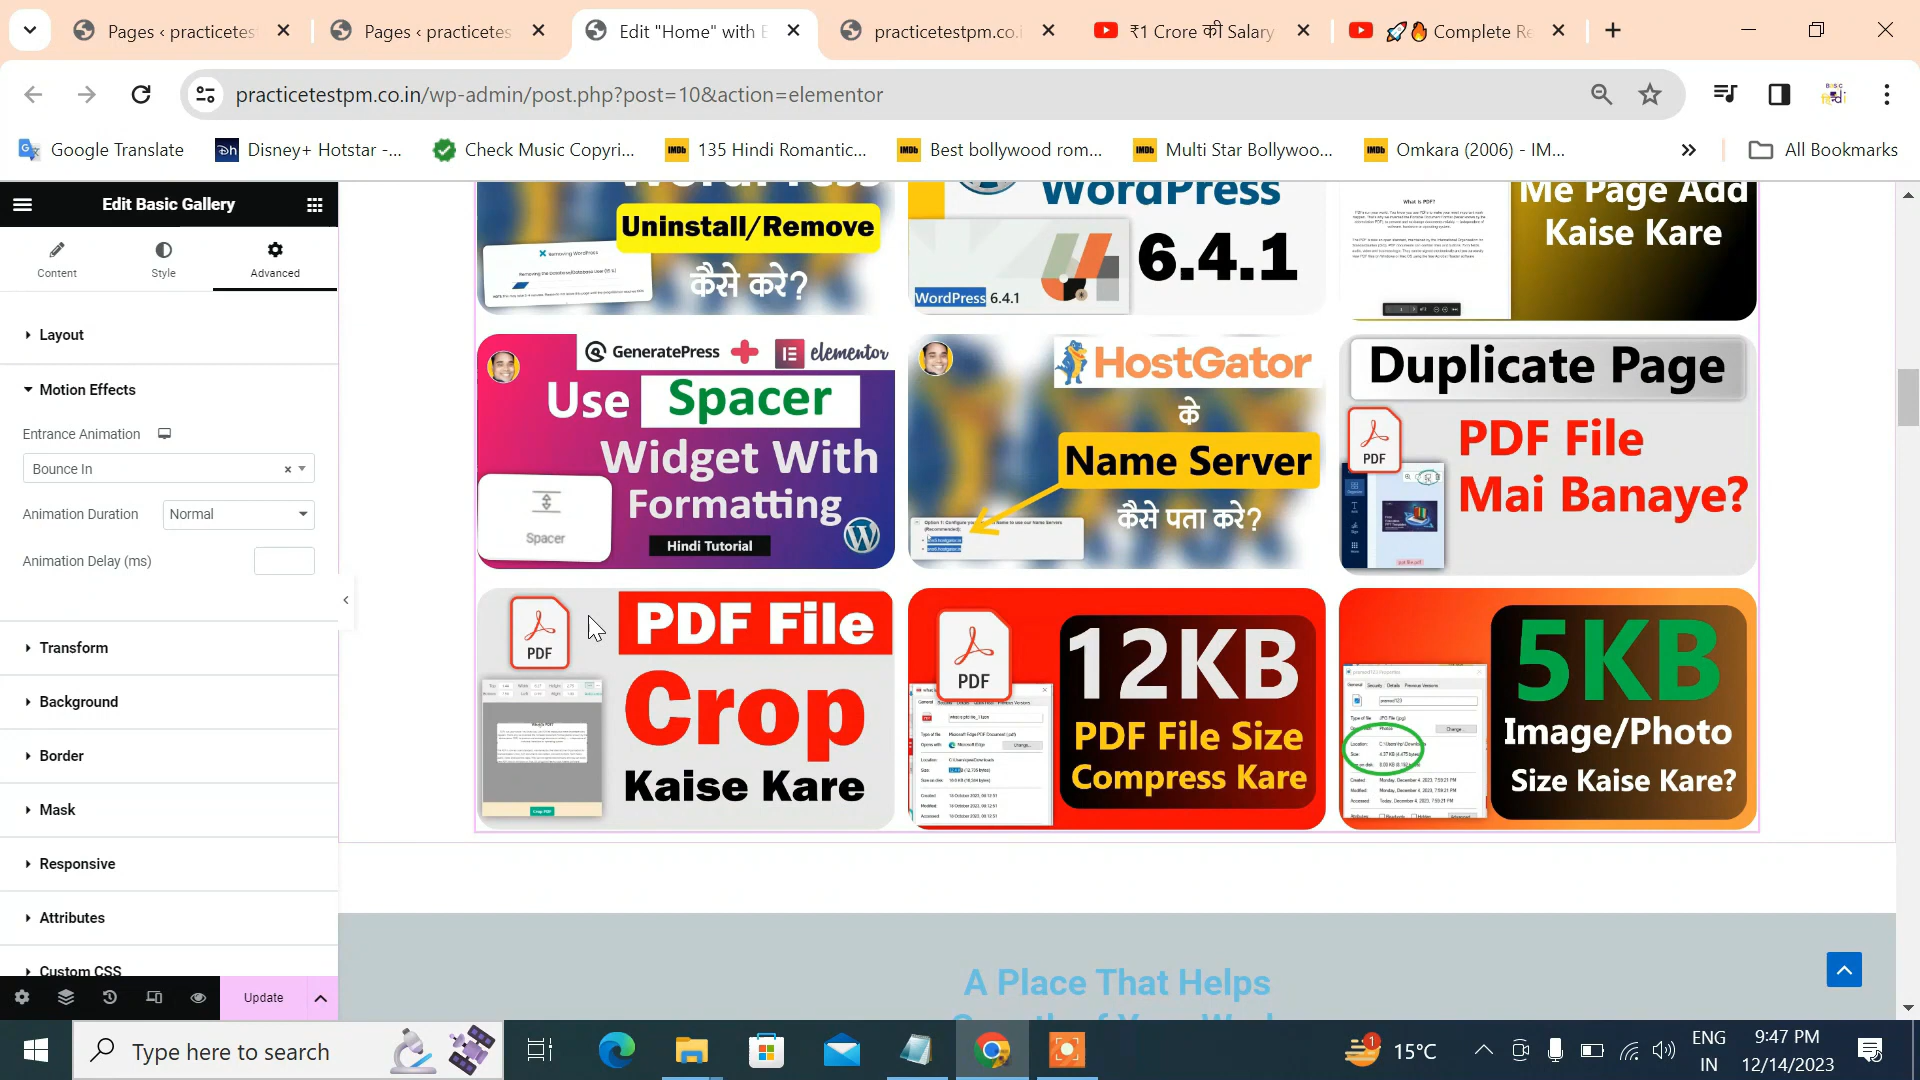 Pages ‹ practicetes
Pages ‹ practicetes
Edit "Home" with E
practicetestpm.co.i
₹1 Crore की Salary
🚀🔥 Complete Re
practicetestpm.co.in/wp-admin/post.php?post=10&action=elementor
Google Translate
Disney+ Hotstar -...
Check Music Copyri...
135 Hindi Romantic...
Best bollywood rom...
Multi Star Bollywoo...
Omkara (2006) - IM...
All Bookmarks
Edit Basic Gallery
Content
Style
Advanced
Layout
Motion Effects
Entrance Animation
Bounce In
Animation Duration
Normal
Animation Delay (ms)
Transform
Background
Border
Mask
Responsive
Attributes
Custom CSS
Update
WordPress
Uninstall/Remove
Removing WordPress
कैसे करे?
WordPress
6.4.1
WordPress 6.4.1
What is PDF?
Me Page Add
Kaise Kare
GeneratePress
elementor
Use Spacer
Widget With
Formatting
Spacer
Hindi Tutorial
HostGator
के
Name Server
कैसे पता करे?
Duplicate Page
PDF
PDF File
Mai Banaye?
PDF
PDF File
Crop
Kaise Kare
PDF
12KB
PDF File Size
Compress Kare
5KB
Image/Photo
Size Kaise Kare?
A Place That Helps
Type here to search
1
15°C
ENG
IN
9:47 PM
12/14/2023